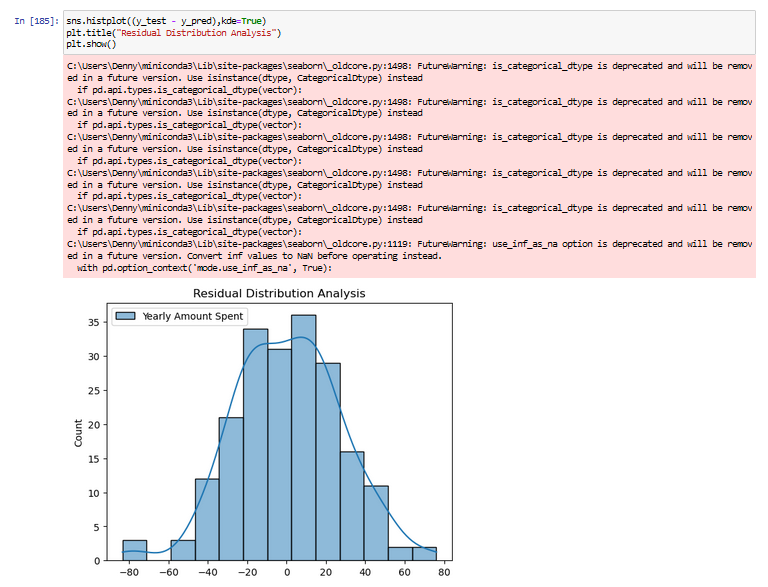 In [185]: sns.histplot((y_test - y_pred),kde=True)
plt.title("Residual Distribution Analysis")
plt.show()
C:\Users\Denny\miniconda3\Lib\site-packages\seaborn\_oldcore.py:1498: FutureWarning: is_categorical_dtype is deprecated and will be remov
ed in a future version. Use isinstance(dtype, CategoricalDtype) instead
if pd.api.types.is_categorical_dtype(vector):
C:\Users\Denny\miniconda3\Lib\site-packages\seaborn\_oldcore.py:1498: FutureWarning: is_categorical_dtype is deprecated and will be remov
ed in a future version. Use isinstance(dtype, CategoricalDtype) instead
if pd.api.types.is_categorical_dtype(vector):
C:\Users\Denny\miniconda3\Lib\site-packages\seaborn\_oldcore.py:1498: FutureWarning: is_categorical_dtype is deprecated and will be remov
ed in a future version. Use isinstance(dtype, CategoricalDtype) instead
if pd.api.types.is_categorical_dtype(vector):
C:\Users\Denny\miniconda3\Lib\site-packages\seaborn\_oldcore.py:1498: FutureWarning: is_categorical_dtype is deprecated and will be remov
ed in a future version. Use isinstance(dtype, CategoricalDtype) instead
if pd.api.types.is_categorical_dtype(vector):
C:\Users\Denny\miniconda3\Lib\site-packages\seaborn\_oldcore.py:1498: FutureWarning: is_categorical_dtype is deprecated and will be remov
ed in a future version. Use isinstance(dtype, CategoricalDtype) instead
if pd.api.types.is_categorical_dtype(vector):
C:\Users\Denny\miniconda3\Lib\site-packages\seaborn\_oldcore.py:1119: FutureWarning: use_inf_as_na option is deprecated and will be remov
ed in a future version. Convert inf values to NaN before operating instead.
with pd.option_context('mode.use_inf_as_na', True):
Residual Distribution Analysis
Yearly Amount Spent
35
30
25
20
15
10
5
0
Count
−80 −60 −40 −20 0 20 40 60 80